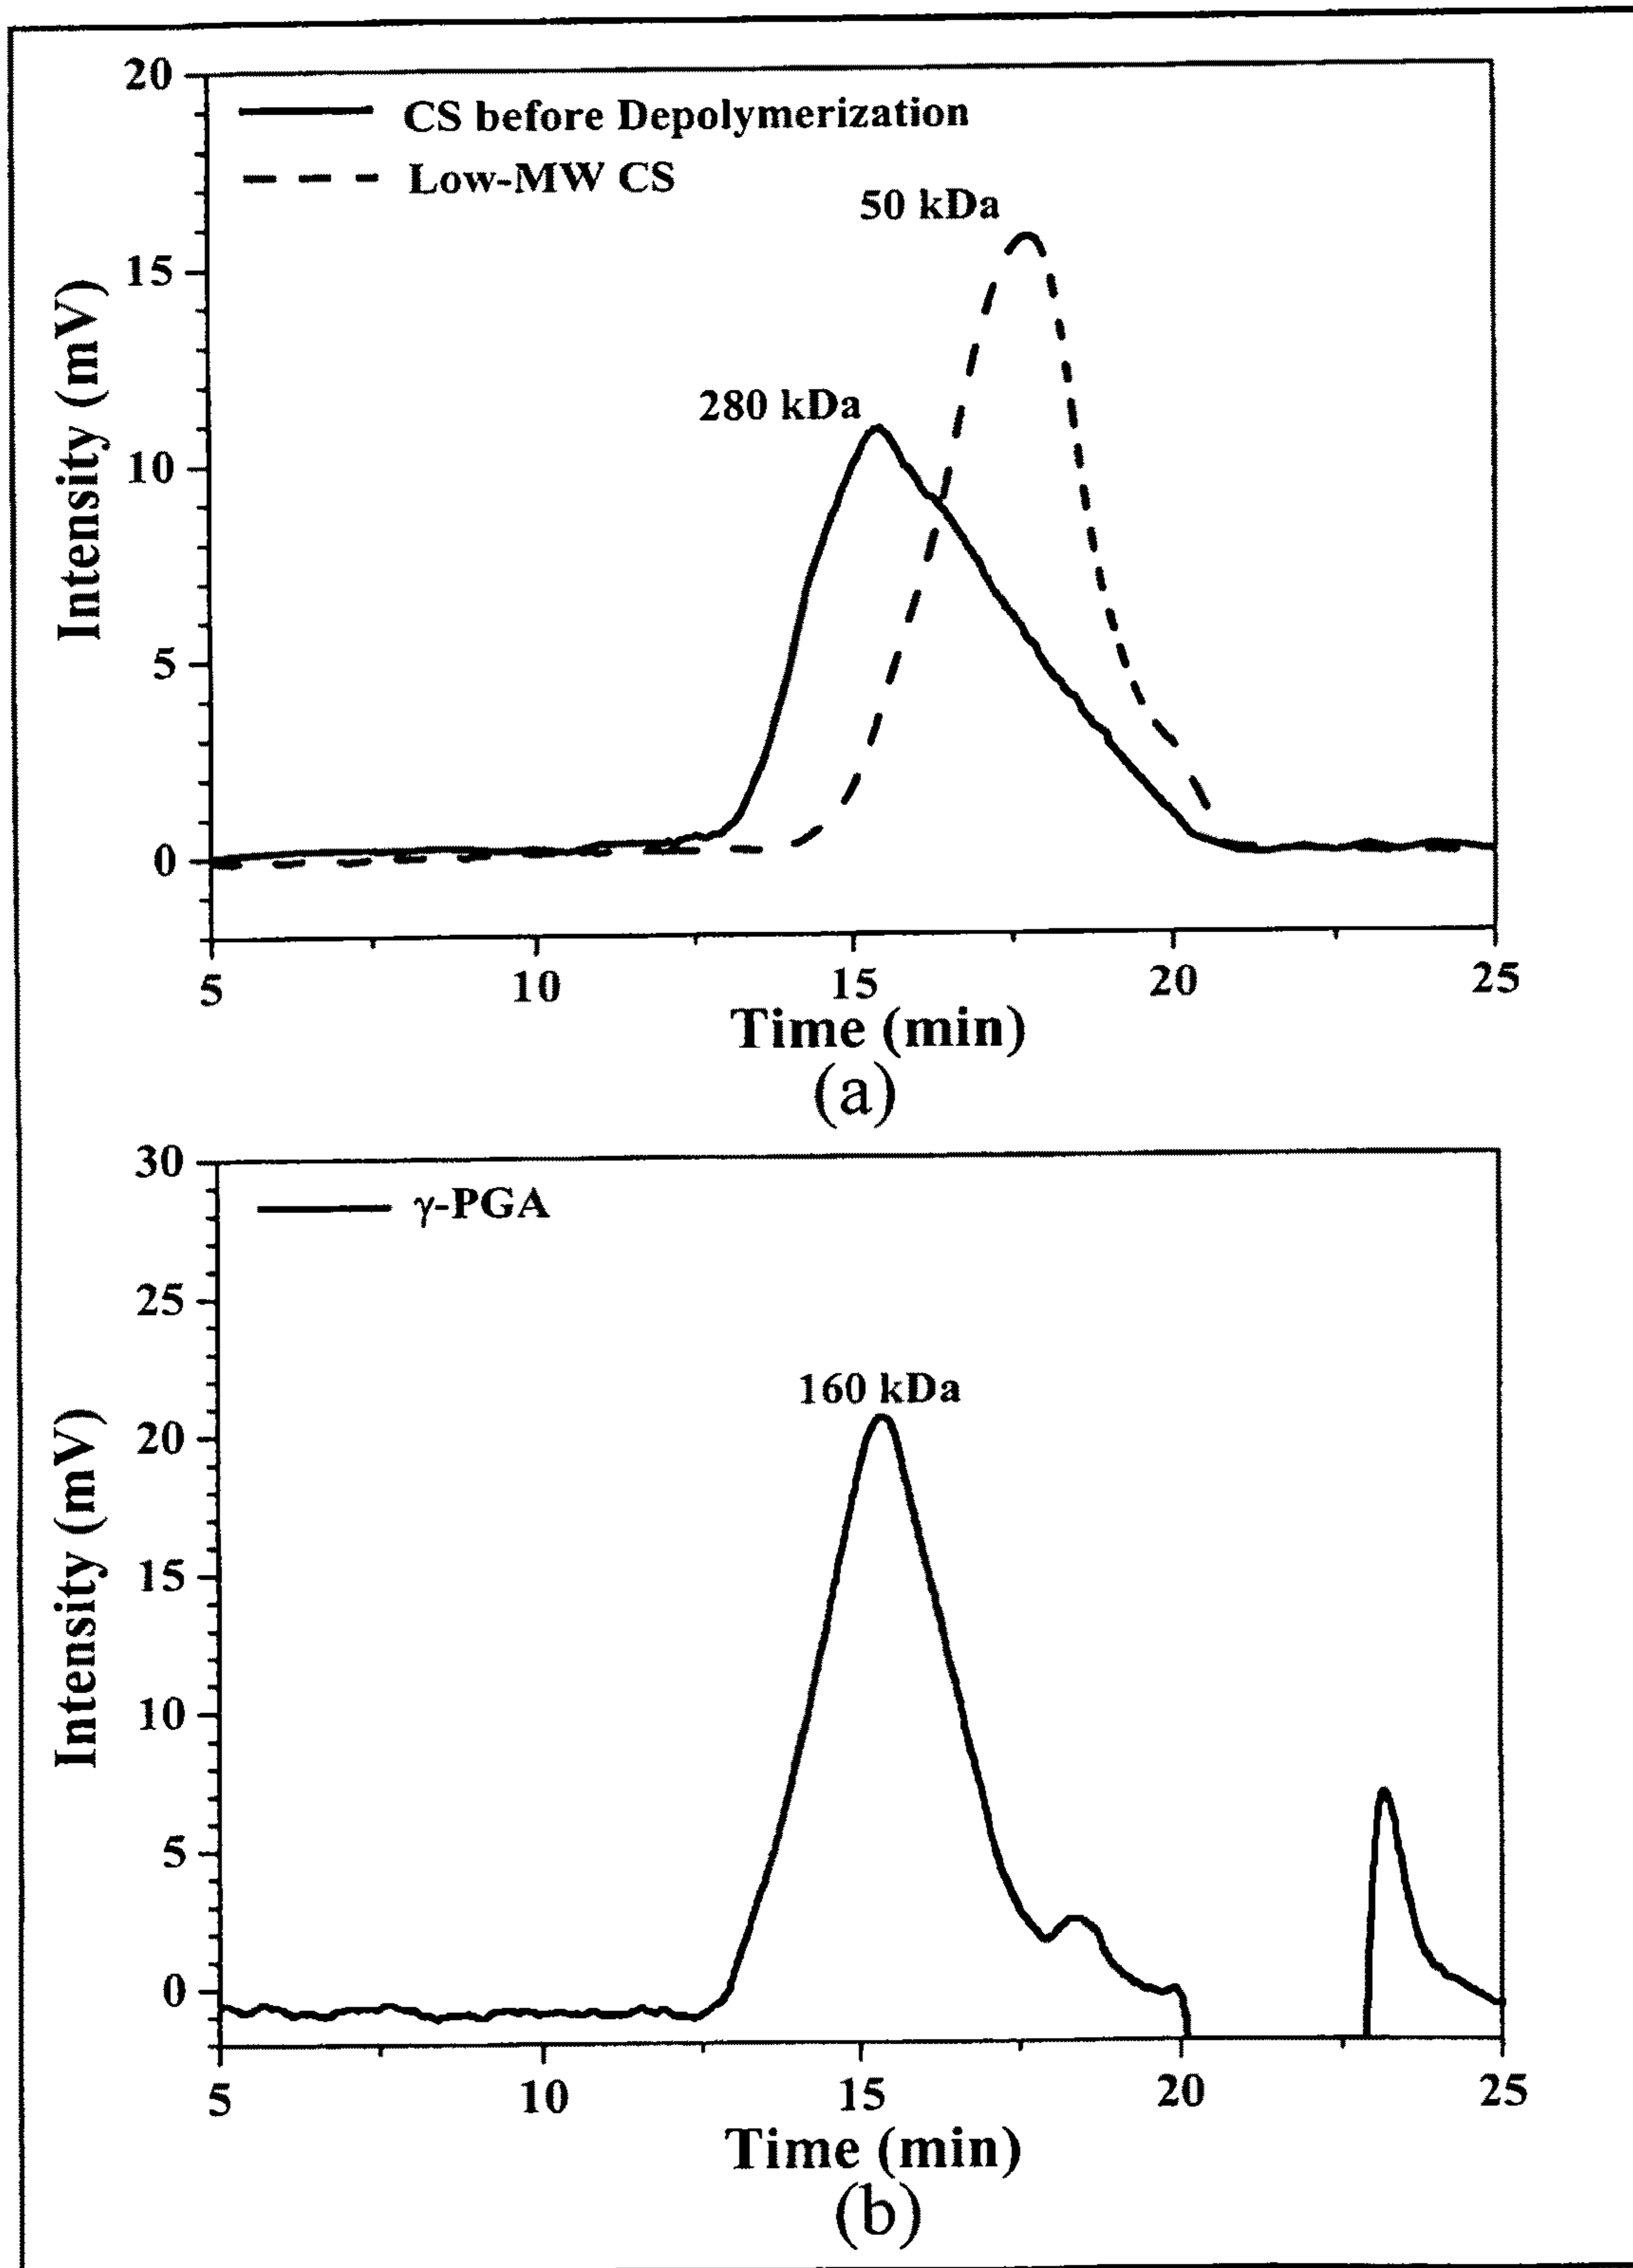 20
CS before Depolymerization
Low-MW CS
50 kDa
15
280 kDa
10
5
0
Intensity (mV)
5 10 15 20 25
Time (min)
(a)
30
γ-PGA
25
160 kDa
20
15
10
5
0
Intensity (mV)
5 10 15 20 25
Time (min)
(b)